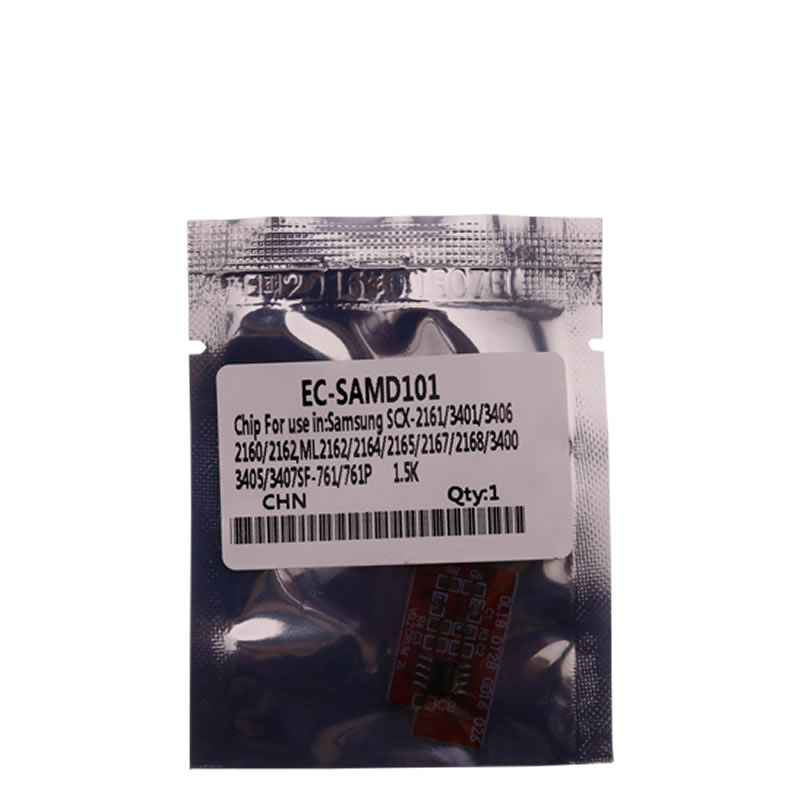 EC-SAMD101
Chip For use in:Samsung SCX-2161/3401/3406
2160/2162,ML2162/2164/2165/2167/2168/3400
3405/3407SF-761/761P 1.5K
CHN Qty:1